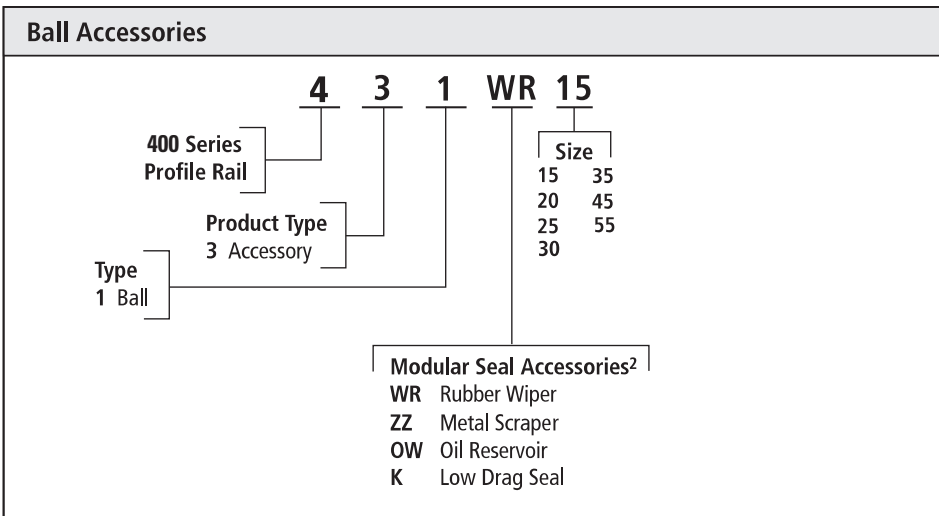 Ball Accessories
4 3 1 WR 15
400 Series
Profile Rail
Product Type
3 Accessory
Type
1 Ball
Size
15 35
20 45
25 55
30
Modular Seal Accessories²
WR Rubber Wiper
ZZ Metal Scraper
OW Oil Reservoir
K Low Drag Seal